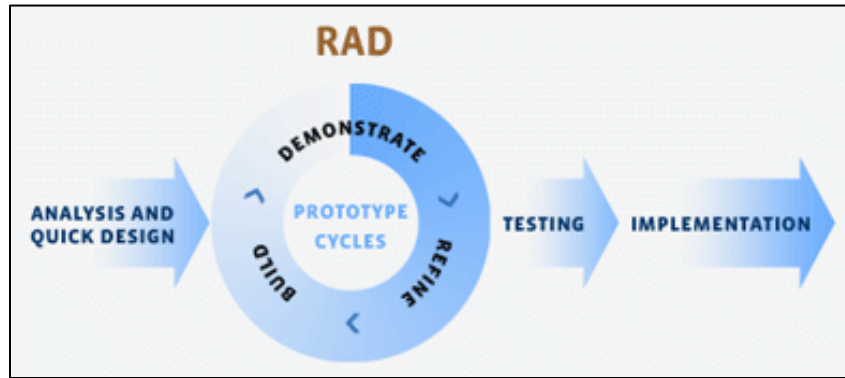 RAD
ANALYSIS AND
QUICK DESIGN
DEMONSTRATE
REFINE
BUILD
PROTOTYPE
CYCLES
TESTING
IMPLEMENTATION